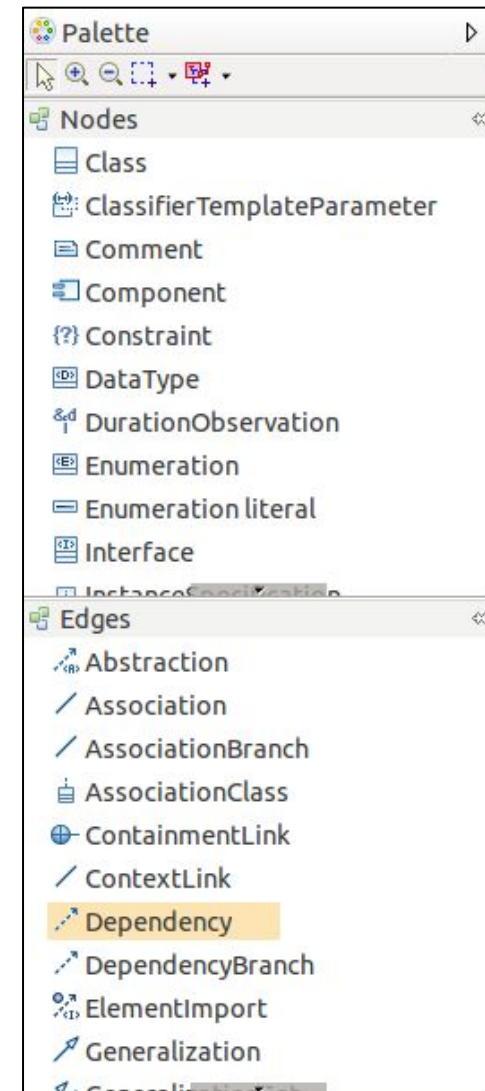 Palette
Nodes
Class
ClassifierTemplateParameter
Comment
Component
{?} Constraint
<D> DataType
&d DurationObservation
<E> Enumeration
Enumeration literal
<I> Interface
Edges
<A> Abstraction
Association
AssociationBranch
AssociationClass
ContainmentLink
ContextLink
Dependency
DependencyBranch
<I> ElementImport
Generalization